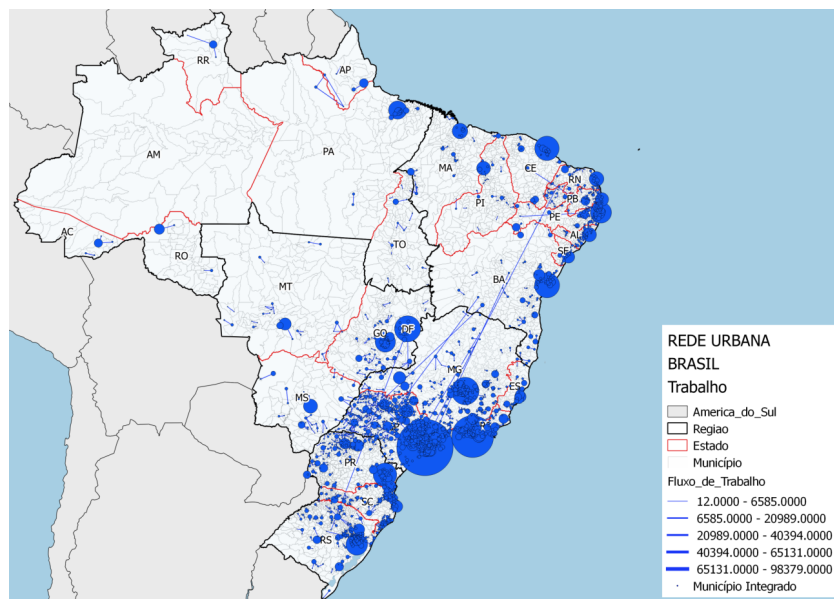 RR
AP
AM
PA
MA
CE
RN
PB
PI
PE
AC
AL
TO
SE
RO
BA
MT
GO
DF
MG
ES
MS
PR
SC
RS
REDE URBANA
BRASIL
Trabalho
America_do_Sul
Regiao
Estado
Município
Fluxo_de_Trabalho
12.0000 - 6585.0000
6585.0000 - 20989.0000
20989.0000 - 40394.0000
40394.0000 - 65131.0000
65131.0000 - 98379.0000
Município Integrado